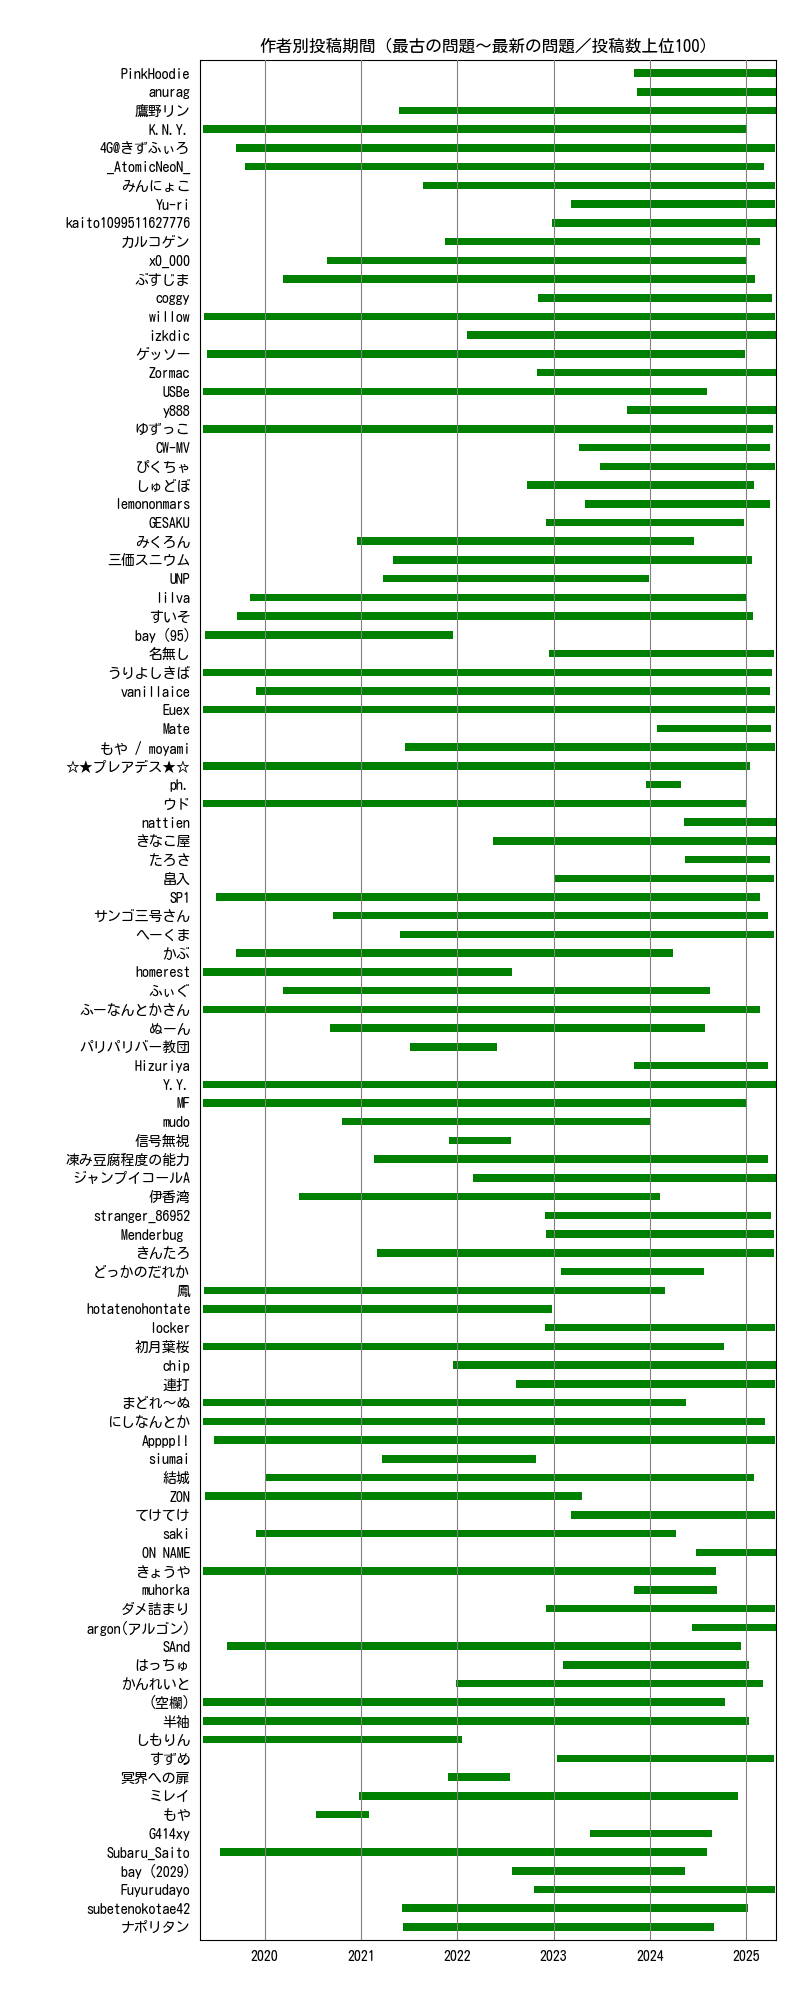 作者別投稿期間（最古の問題～最新の問題／投稿数上位100）
PinkHoodie
anurag
鷹野リン
K.N.Y.
4G@きずふぃろ
_AtomicNeoN_
みんにょこ
Yu-ri
kaito1099511627776
カルコゲン
x0_000
ぶすじま
coggy
willow
izkdic
ゲッソー
Zormac
USBe
y888
ゆずっこ
CW-MV
ぴくちゃ
しゅどぼ
lemononmars
GESAKU
みくろん
三価スニウム
UNP
lilva
すいそ
bay (95)
名無し
うりよしきば
vanillaice
Euex
Mate
もや / moyami
☆★プレアデス★☆
ph.
ウド
nattien
きなこ屋
たろさ
畠入
SP1
サンゴ三号さん
へーくま
かぶ
homerest
ふぃぐ
ふーなんとかさん
ぬーん
パリパリバー教団
Hizuriya
Y.Y.
MF
mudo
信号無視
凍み豆腐程度の能力
ジャンプイコールA
伊香湾
stranger_86952
Menderbug
きんたろ
どっかのだれか
鳳
hotatenohontate
locker
初月葉桜
chip
連打
まどれ～ぬ
にしなんとか
Appppll
siumai
結城
ZON
てけてけ
saki
ON NAME
きょうや
muhorka
ダメ詰まり
argon(アルゴン)
SAnd
はっちゅ
かんれいと
(空欄)
半袖
しもりん
すずめ
冥界への扉
ミレイ
もや
G414xy
Subaru_Saito
bay (2029)
Fuyurudayo
subetenokotae42
ナポリタン
2020 2021 2022 2023 2024 2025